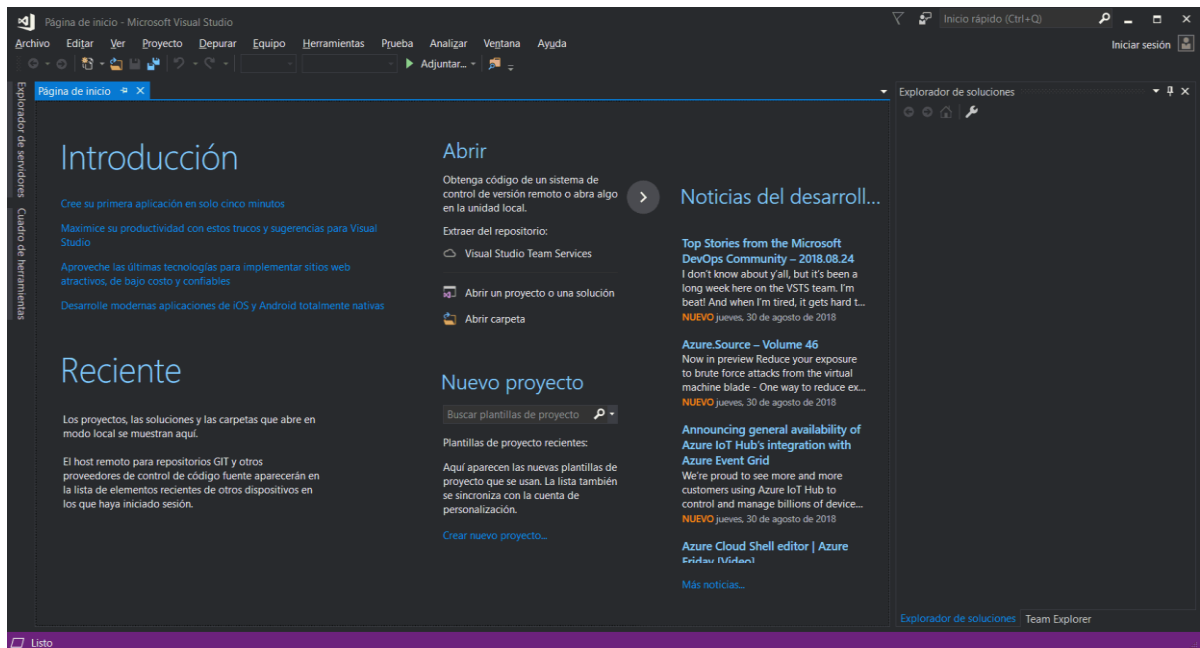 Página de inicio - Microsoft Visual Studio
Inicio rápido (Ctrl+Q)
Archivo Editar Ver Proyecto Depurar Equipo Herramientas Prueba Analizar Ventana Ayuda
Iniciar sesión
Adjuntar...
Explorador de servidores
Cuadro de herramientas
Página de inicio
Introducción
Cree su primera aplicación en solo cinco minutos
Maximice su productividad con estos trucos y sugerencias para Visual
Studio
Aproveche las últimas tecnologías para implementar sitios web
atractivos, de bajo costo y confiables
Desarrolle modernas aplicaciones de iOS y Android totalmente nativas
Reciente
Los proyectos, las soluciones y las carpetas que abre en
modo local se muestran aquí.
El host remoto para repositorios GIT y otros
proveedores de control de código fuente aparecerán en
la lista de elementos recientes de otros dispositivos en
los que haya iniciado sesión.
Abrir
Obtenga código de un sistema de
control de versión remoto o abra algo
en la unidad local.
Extraer del repositorio:
Visual Studio Team Services
Abrir un proyecto o una solución
Abrir carpeta
Nuevo proyecto
Buscar plantillas de proyecto
Plantillas de proyecto recientes:
Aquí aparecen las nuevas plantillas de
proyecto que se usan. La lista también
se sincroniza con la cuenta de
personalización.
Crear nuevo proyecto...
Noticias del desarroll...
Top Stories from the Microsoft
DevOps Community – 2018.08.24
I don't know about y'all, but it's been a
long week here on the VSTS team. I'm
beat! And when I'm tired, it gets hard t...
NUEVO jueves, 30 de agosto de 2018
Azure.Source – Volume 46
Now in preview Reduce your exposure
to brute force attacks from the virtual
machine blade - One way to reduce ex...
NUEVO jueves, 30 de agosto de 2018
Announcing general availability of
Azure IoT Hub's integration with
Azure Event Grid
We're proud to see more and more
customers using Azure IoT Hub to
control and manage billions of device...
NUEVO jueves, 30 de agosto de 2018
Azure Cloud Shell editor | Azure
Friday [Video]
Más noticias...
Explorador de soluciones
Explorador de soluciones Team Explorer
Listo